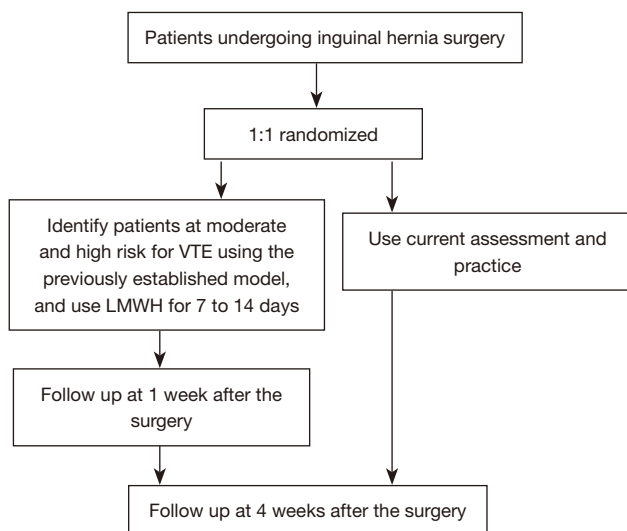 Patients undergoing inguinal hernia surgery
1:1 randomized
Identify patients at moderate
and high risk for VTE using the
previously established model,
and use LMWH for 7 to 14 days
Use current assessment and
practice
Follow up at 1 week after the
surgery
Follow up at 4 weeks after the surgery